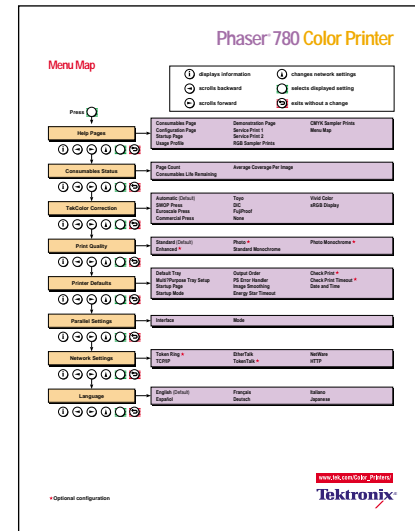 Phaser® 780 Color Printer
Menu Map
i displays information
changes network settings
scrolls backward
selects displayed setting
scrolls forward
exits without a change
Press
Help Pages
Consumables Page Demonstration Page CMYK Sampler Prints
Configuration Page Service Print 1 Menu Map
Startup Page Service Print 2
Usage Profile RGB Sampler Prints
Consumables Status
Page Count Average Coverage Per Image
Consumables Life Remaining
TekColor Correction
Automatic (Default) Toyo Vivid Color
SWOP Press DIC sRGB Display
Euroscale Press FujiProof
Commercial Press None
Print Quality
Standard (Default) Photo * Photo Monochrome *
Enhanced * Standard Monochrome
Printer Defaults
Default Tray Output Order Check Print *
Multi-Purpose Tray Setup PS Error Handler Check Print Timeout *
Startup Page Image Smoothing Date and Time
Startup Mode Energy Star Timeout
Parallel Settings
Interface Mode
Network Settings
Token Ring * EtherTalk NetWare
TCP/IP TokenTalk * HTTP
Language
English (Default) Français Italiano
Español Deutsch Japanese
www.tek.com/Color_Printers/
* Optional configuration
Tektronix®